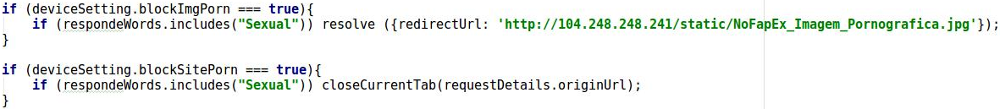 if (deviceSetting.blockImgPorn === true){
if (respondeWords.includes("Sexual")) resolve ({redirectUrl: 'http://104.248.248.241/static/NoFapEx_Imagem_Pornografica.jpg'});
}
if (deviceSetting.blockSitePorn === true){
if (respondeWords.includes("Sexual")) closeCurrentTab(requestDetails.originUrl);
}